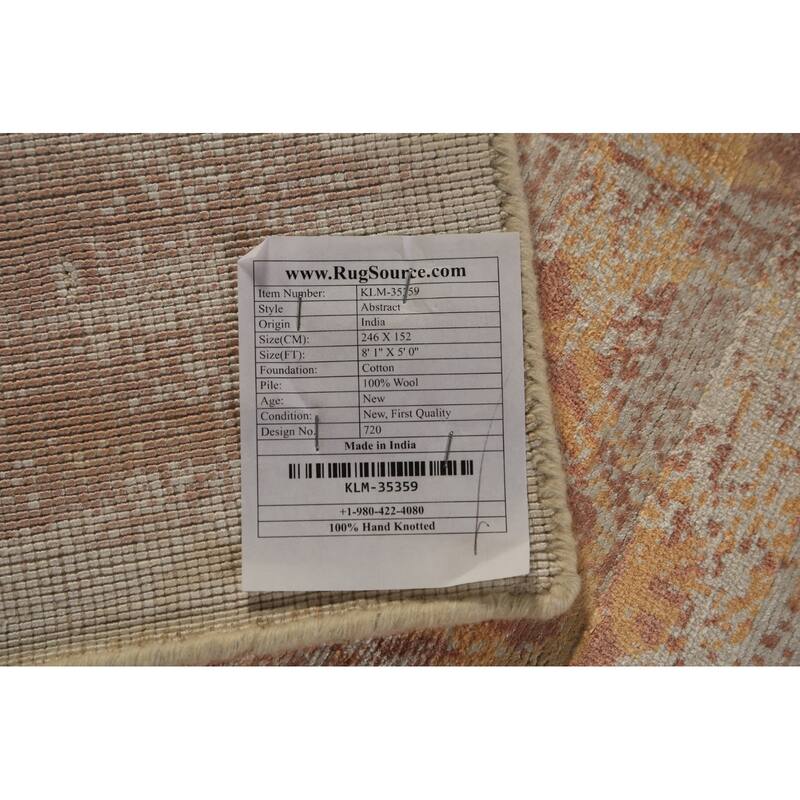 www.RugSource.com
Item Number: KLM-35359
Style Abstract
Origin India
Size(CM): 246 X 152
Size(FT): 8' 1" X 5' 0"
Foundation: Cotton
Pile: 100% Wool
Age: New
Condition: New, First Quality
Design No. 720
Made in India
KLM-35359
+1-980-422-4080
100% Hand Knotted